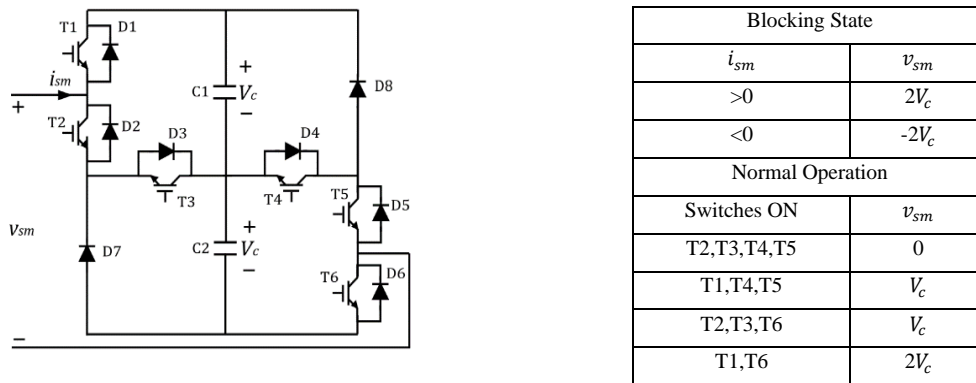 T1
D1
i_sm
+
T2
D2
v_sm
D7
−
D3
T3
C1
+
V_c
−
C2
+
V_c
−
D4
T4
D8
T5
D5
T6
D6
Blocking State
i_sm v_sm
>0 2V_c
<0 -2V_c
Normal Operation
Switches ON v_sm
T2,T3,T4,T5 0
T1,T4,T5 V_c
T2,T3,T6 V_c
T1,T6 2V_c